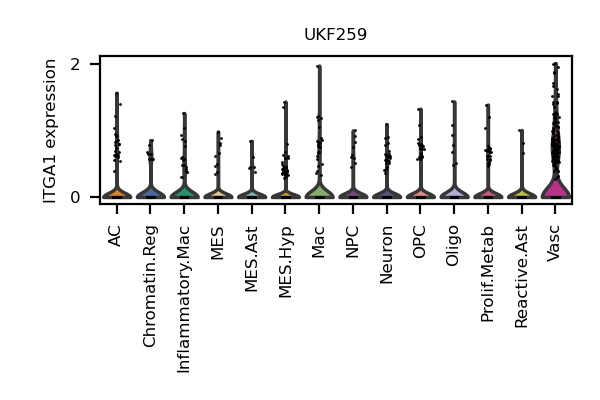 UKF259
ITGA1 expression
2
0
AC
Chromatin.Reg
Inflammatory.Mac
MES
MES.Ast
MES.Hyp
Mac
NPC
Neuron
OPC
Oligo
Prolif.Metab
Reactive.Ast
Vasc